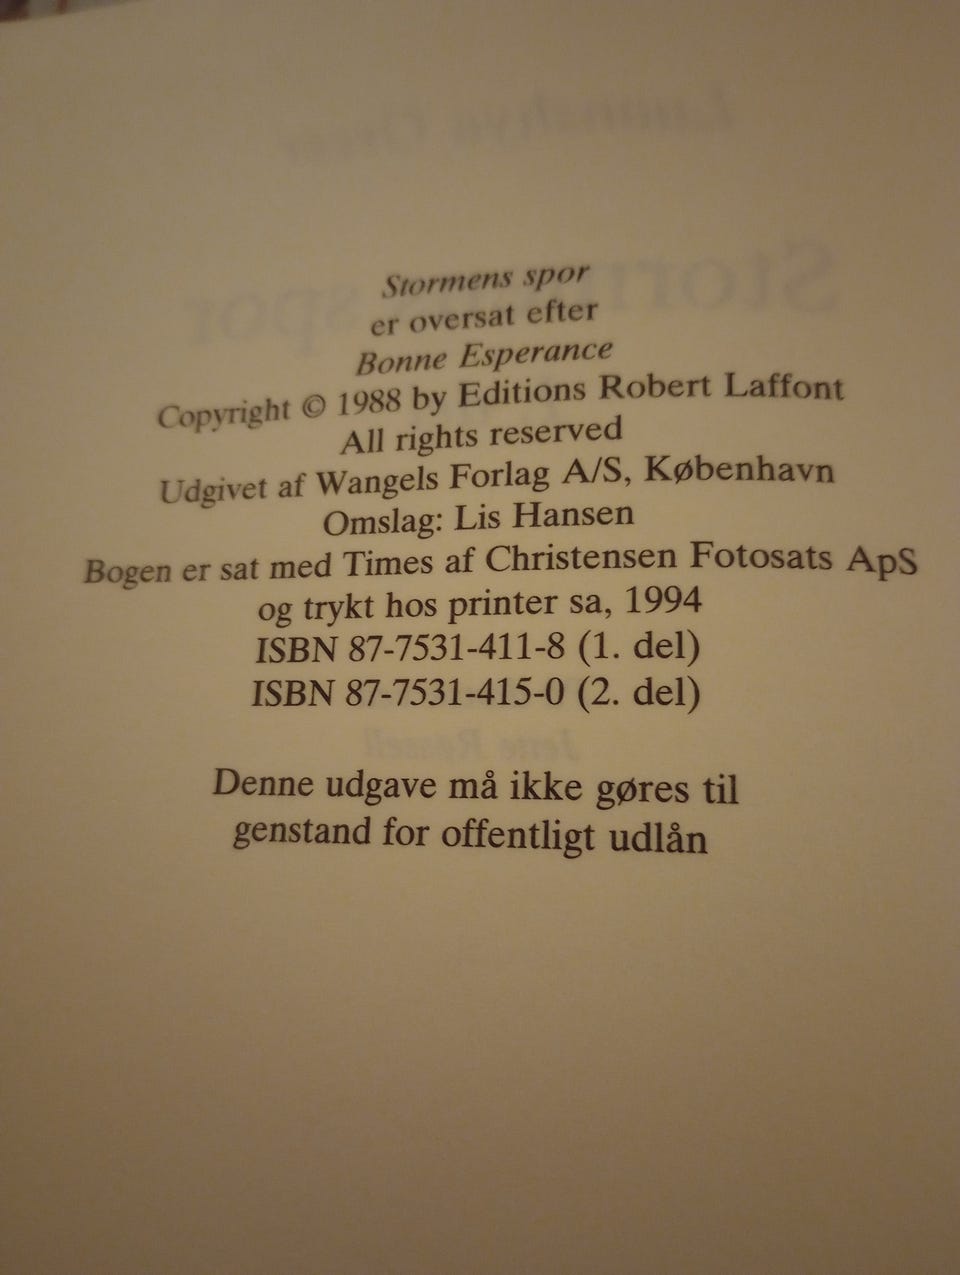 Stormens spor
er oversat efter
Bonne Esperance
Copyright © 1988 by Editions Robert Laffont
All rights reserved
Udgivet af Wangels Forlag A/S, København
Omslag: Lis Hansen
Bogen er sat med Times af Christensen Fotosats ApS
og trykt hos printer sa, 1994
ISBN 87-7531-411-8 (1. del)
ISBN 87-7531-415-0 (2. del)
Denne udgave må ikke gøres til
genstand for offentligt udlån